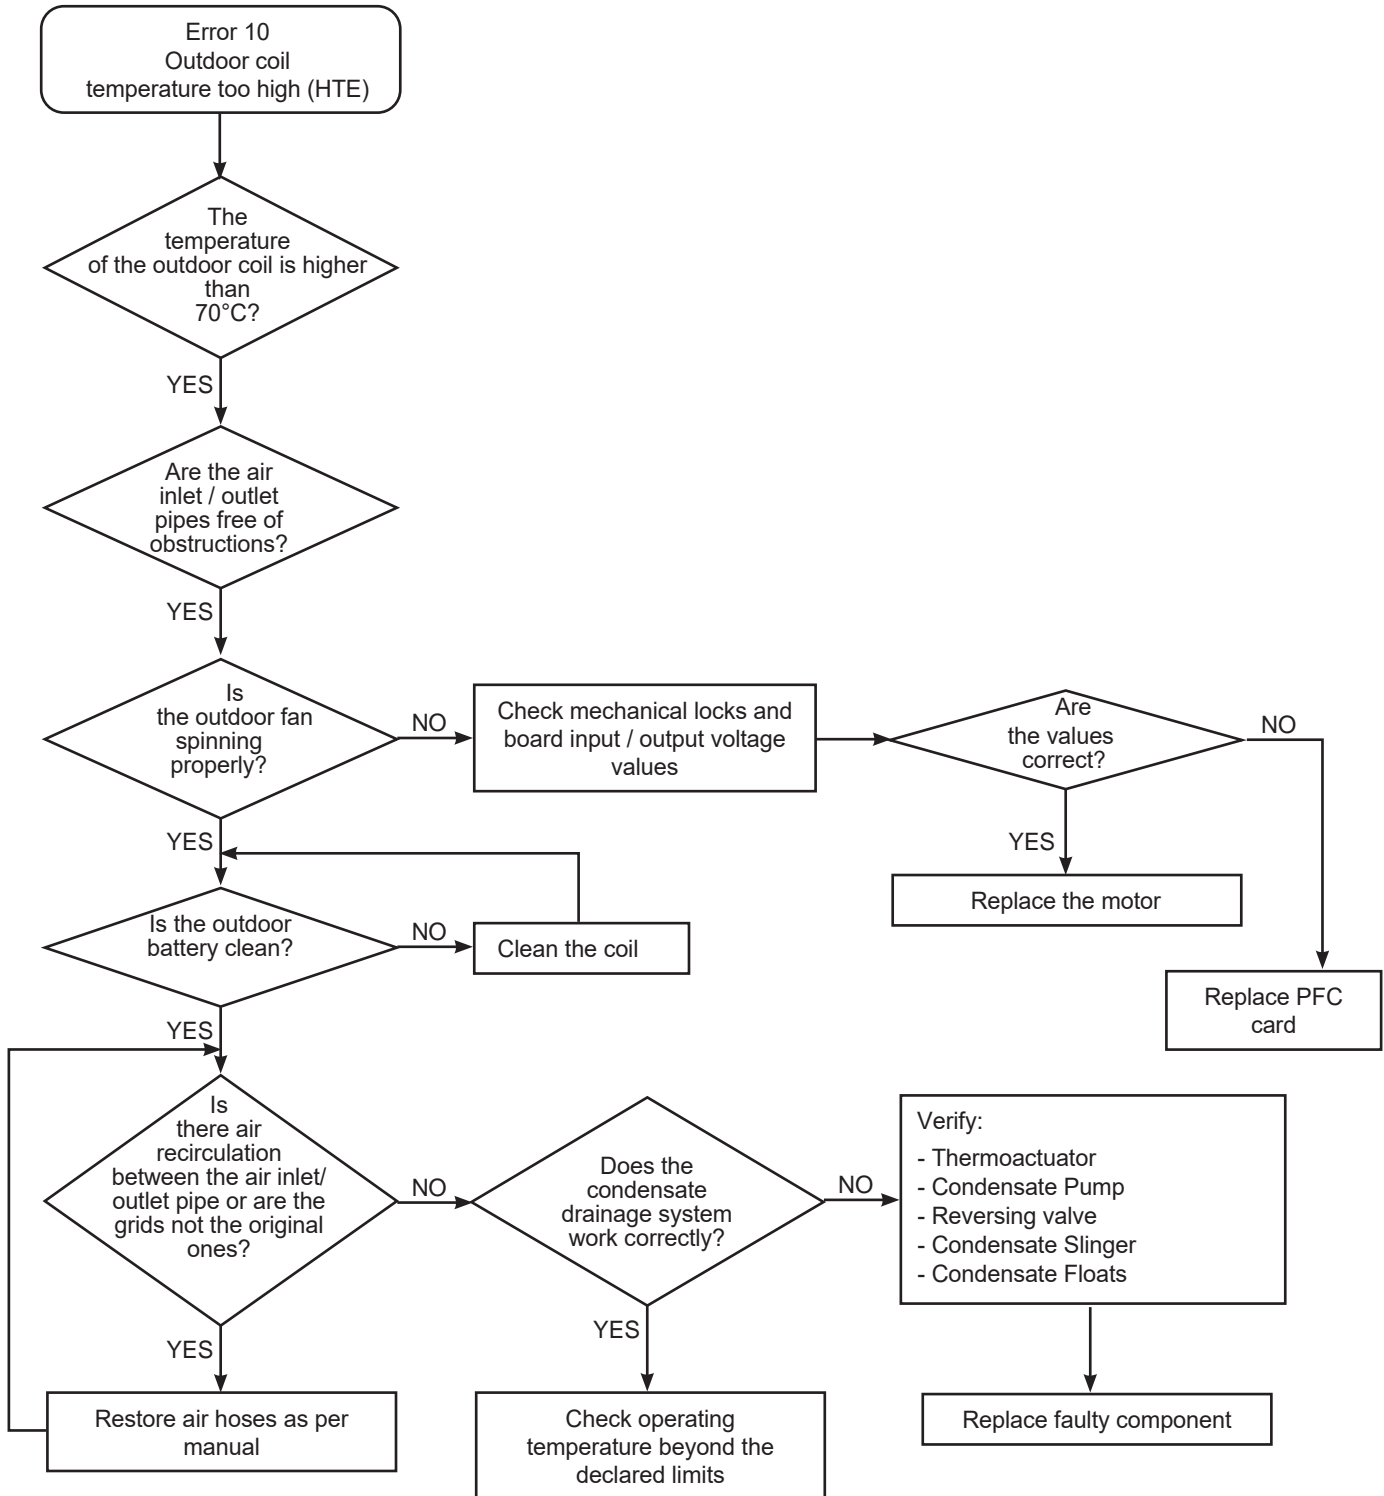 Error 10
Outdoor coil
temperature too high (HTE)
The
temperature
of the outdoor coil is higher
than
70°C?
YES
Are the air
inlet / outlet
pipes free of
obstructions?
YES
Is
the outdoor fan
spinning
properly?
NO
Check mechanical locks and
board input / output voltage
values
Are
the values
correct?
NO
YES
Replace the motor
Replace PFC
card
YES
Is the outdoor
battery clean?
NO
Clean the coil
YES
Is
there air
recirculation
between the air inlet/
outlet pipe or are the
grids not the original
ones?
NO
Does the
condensate
drainage system
work correctly?
NO
Verify:
- Thermoactuator
- Condensate Pump
- Reversing valve
- Condensate Slinger
- Condensate Floats
YES
YES
Restore air hoses as per
manual
Check operating
temperature beyond the
declared limits
Replace faulty component